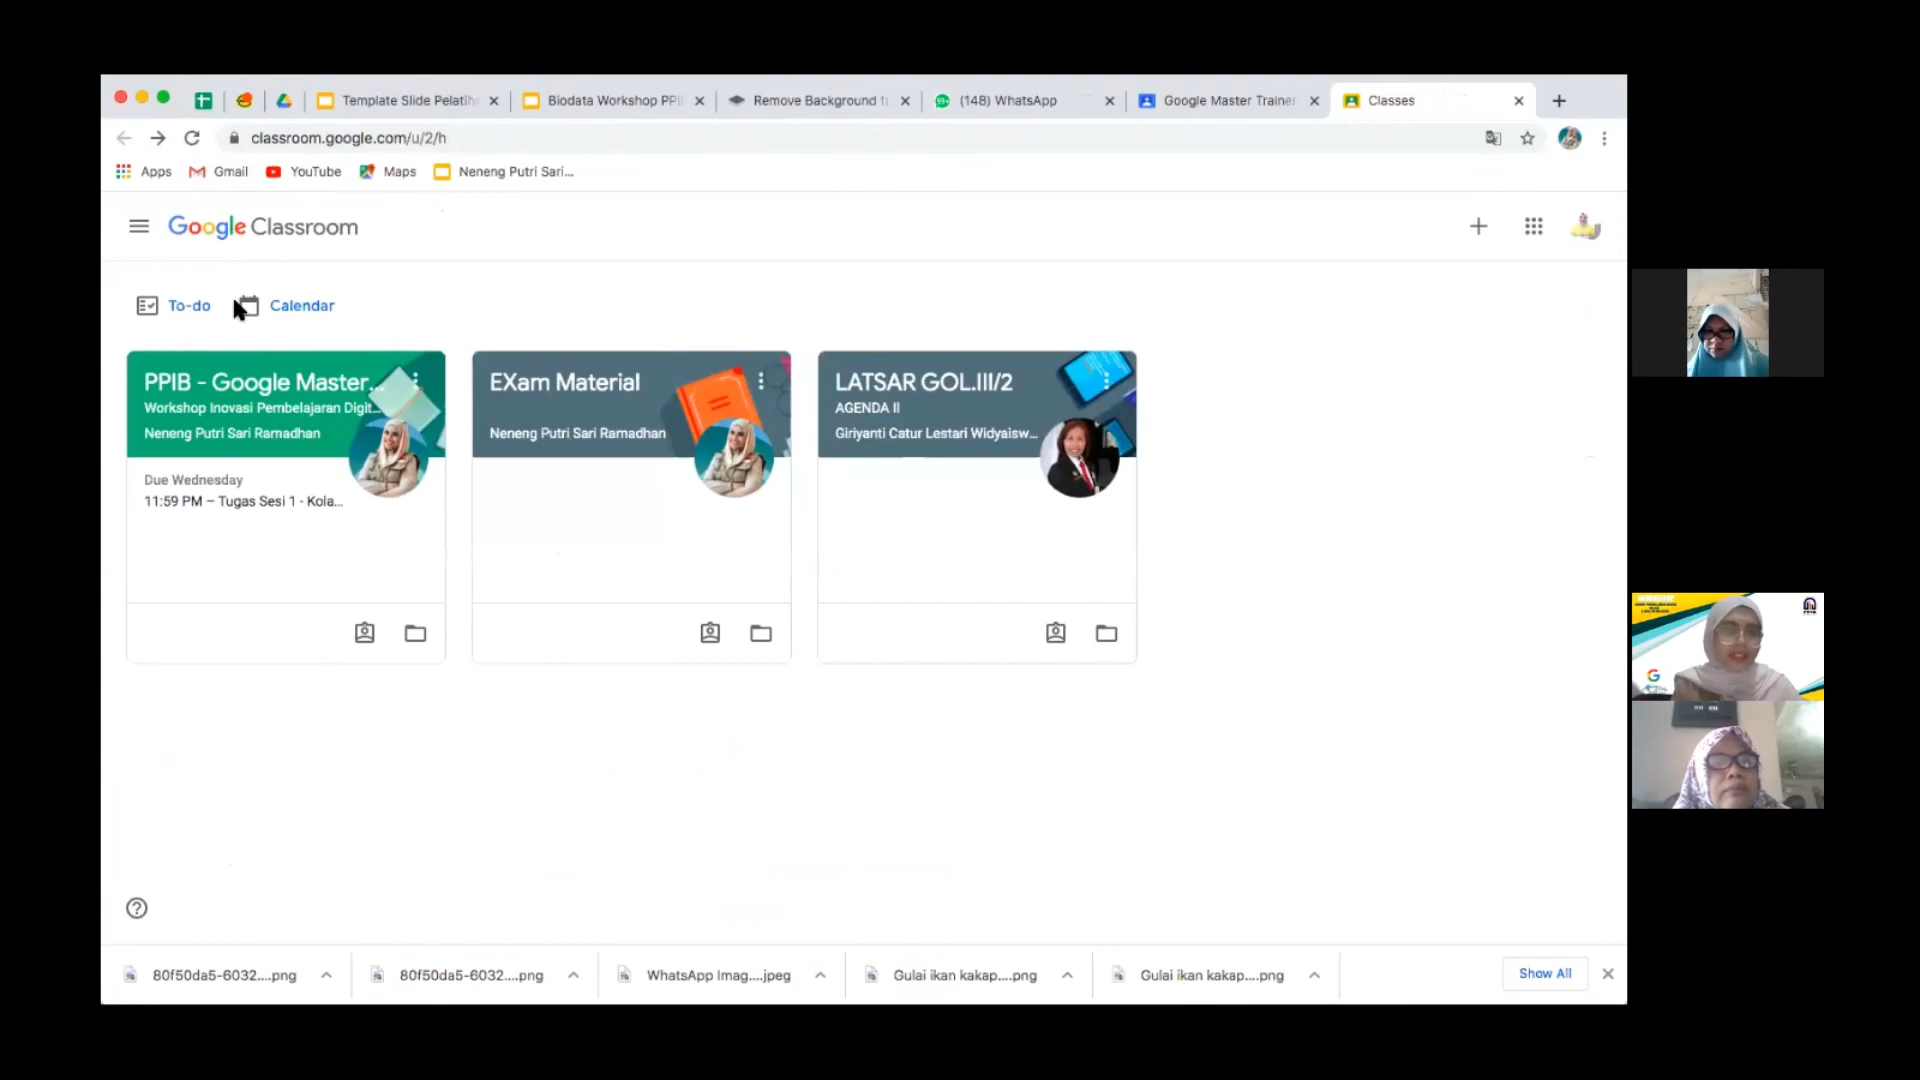 Template Slide Pelatiha
Biodata Workshop PPI
Remove Background f
(148) WhatsApp
Google Master Trainer
Classes
classroom.google.com/u/2/h
Apps
Gmail
YouTube
Maps
Neneng Putri Sari...
Google Classroom
To-do
Calendar
PPIB - Google Master...
Workshop Inovasi Pembelajaran Digit...
Neneng Putri Sari Ramadhan
Due Wednesday
11:59 PM – Tugas Sesi 1 - Kola...
EXam Material
Neneng Putri Sari Ramadhan
LATSAR GOL.III/2
AGENDA II
Giriyanti Catur Lestari Widyaisw...
WORKSHOP
80f50da5-6032....png
80f50da5-6032....png
WhatsApp Imag....jpeg
Gulai ikan kakap....png
Gulai ikan kakap....png
Show All